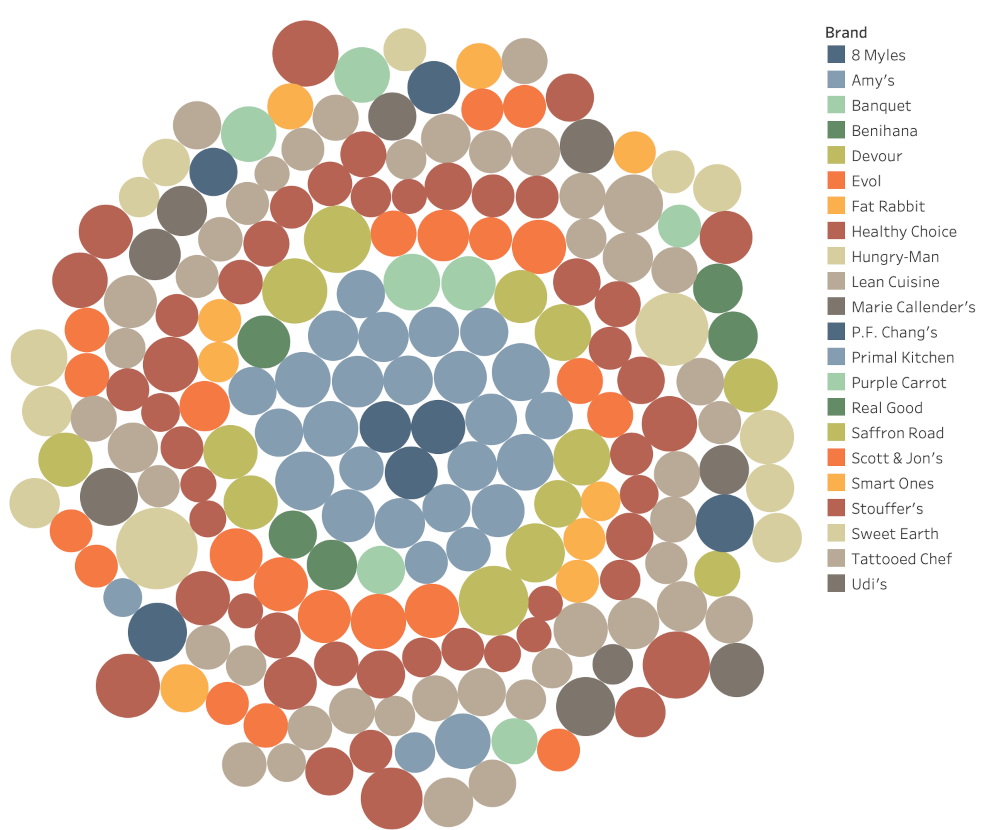 Brand
8 Myles
Amy's
Banquet
Benihana
Devour
Evol
Fat Rabbit
Healthy Choice
Hungry-Man
Lean Cuisine
Marie Callender's
P.F. Chang's
Primal Kitchen
Purple Carrot
Real Good
Saffron Road
Scott & Jon's
Smart Ones
Stouffer's
Sweet Earth
Tattooed Chef
Udi's